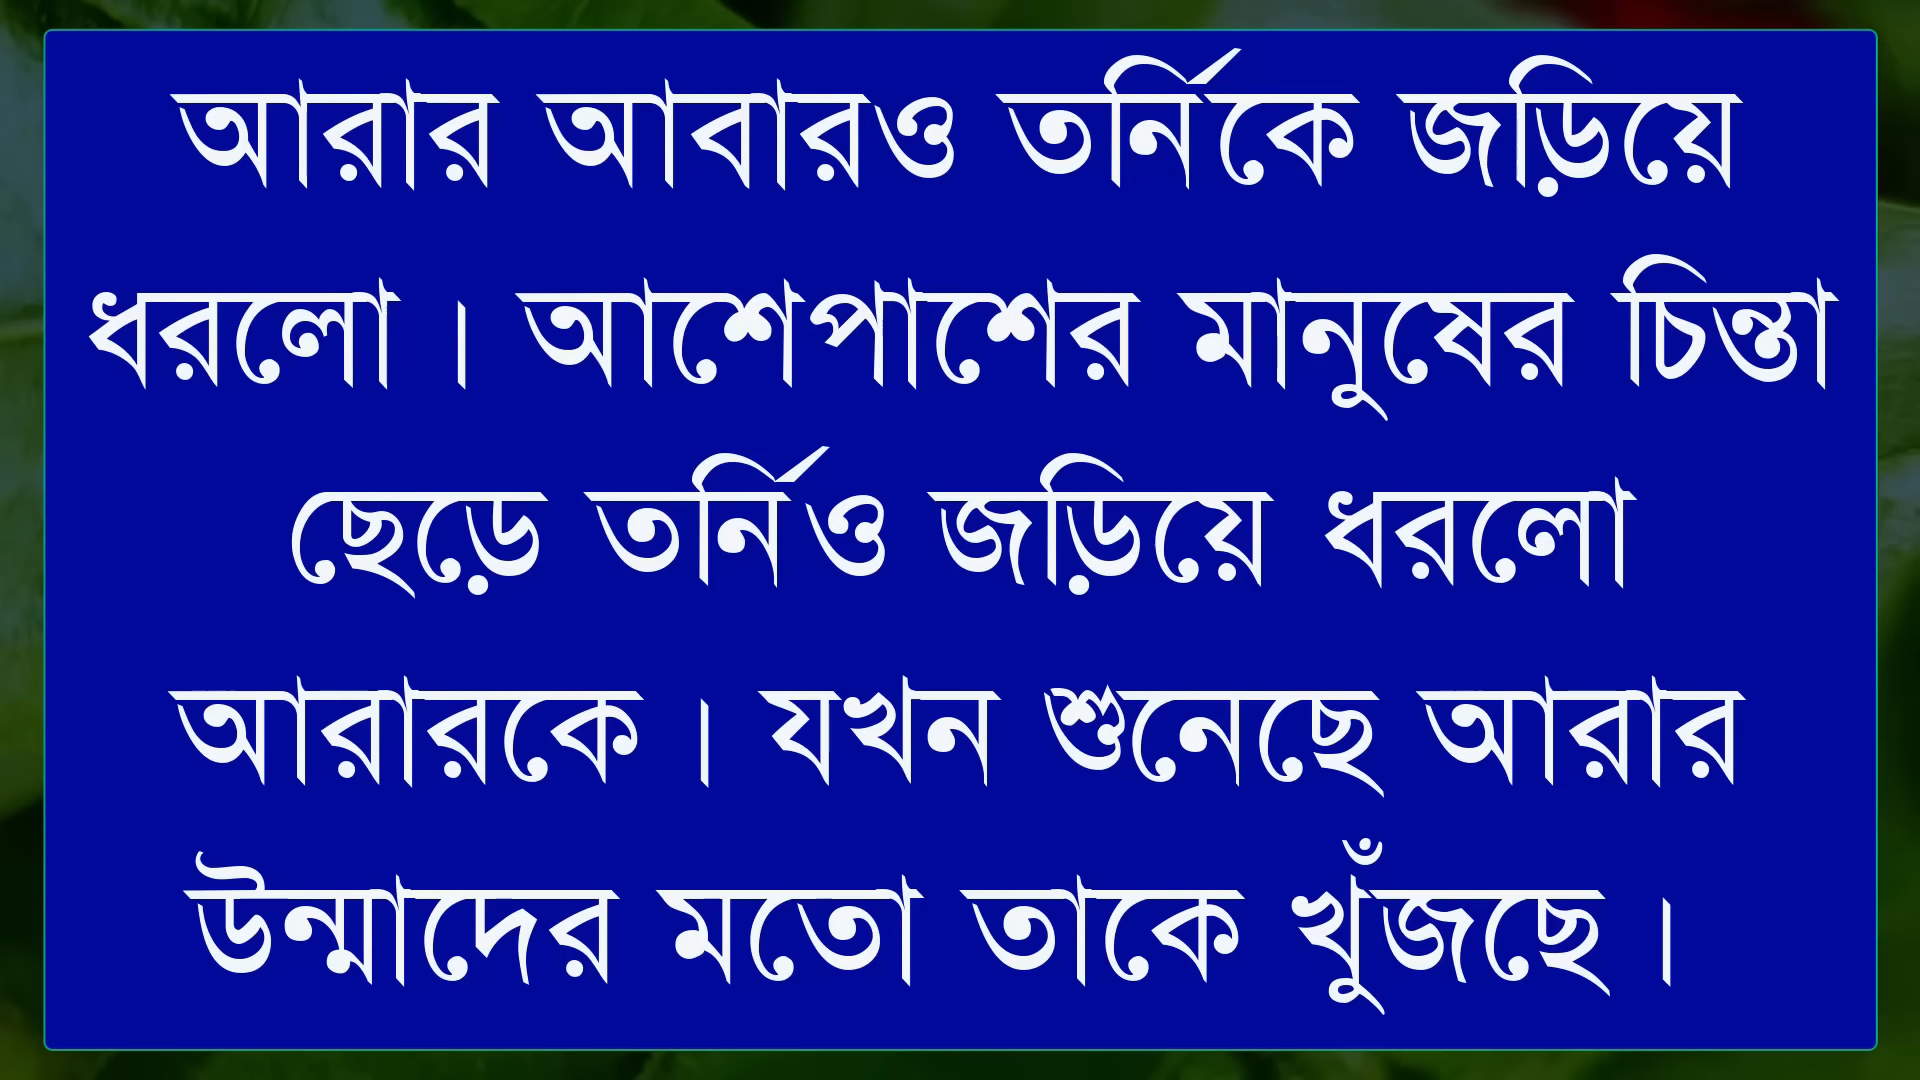 আরার আবারও তর্নিকে জড়িয়ে
ধরলো । আশেপাশের মানুষের চিন্তা
ছেড়ে তর্নিও জড়িয়ে ধরলো
আরারকে । যখন শুনেছে আরার
উন্মাদের মতো তাকে খুঁজছে ।